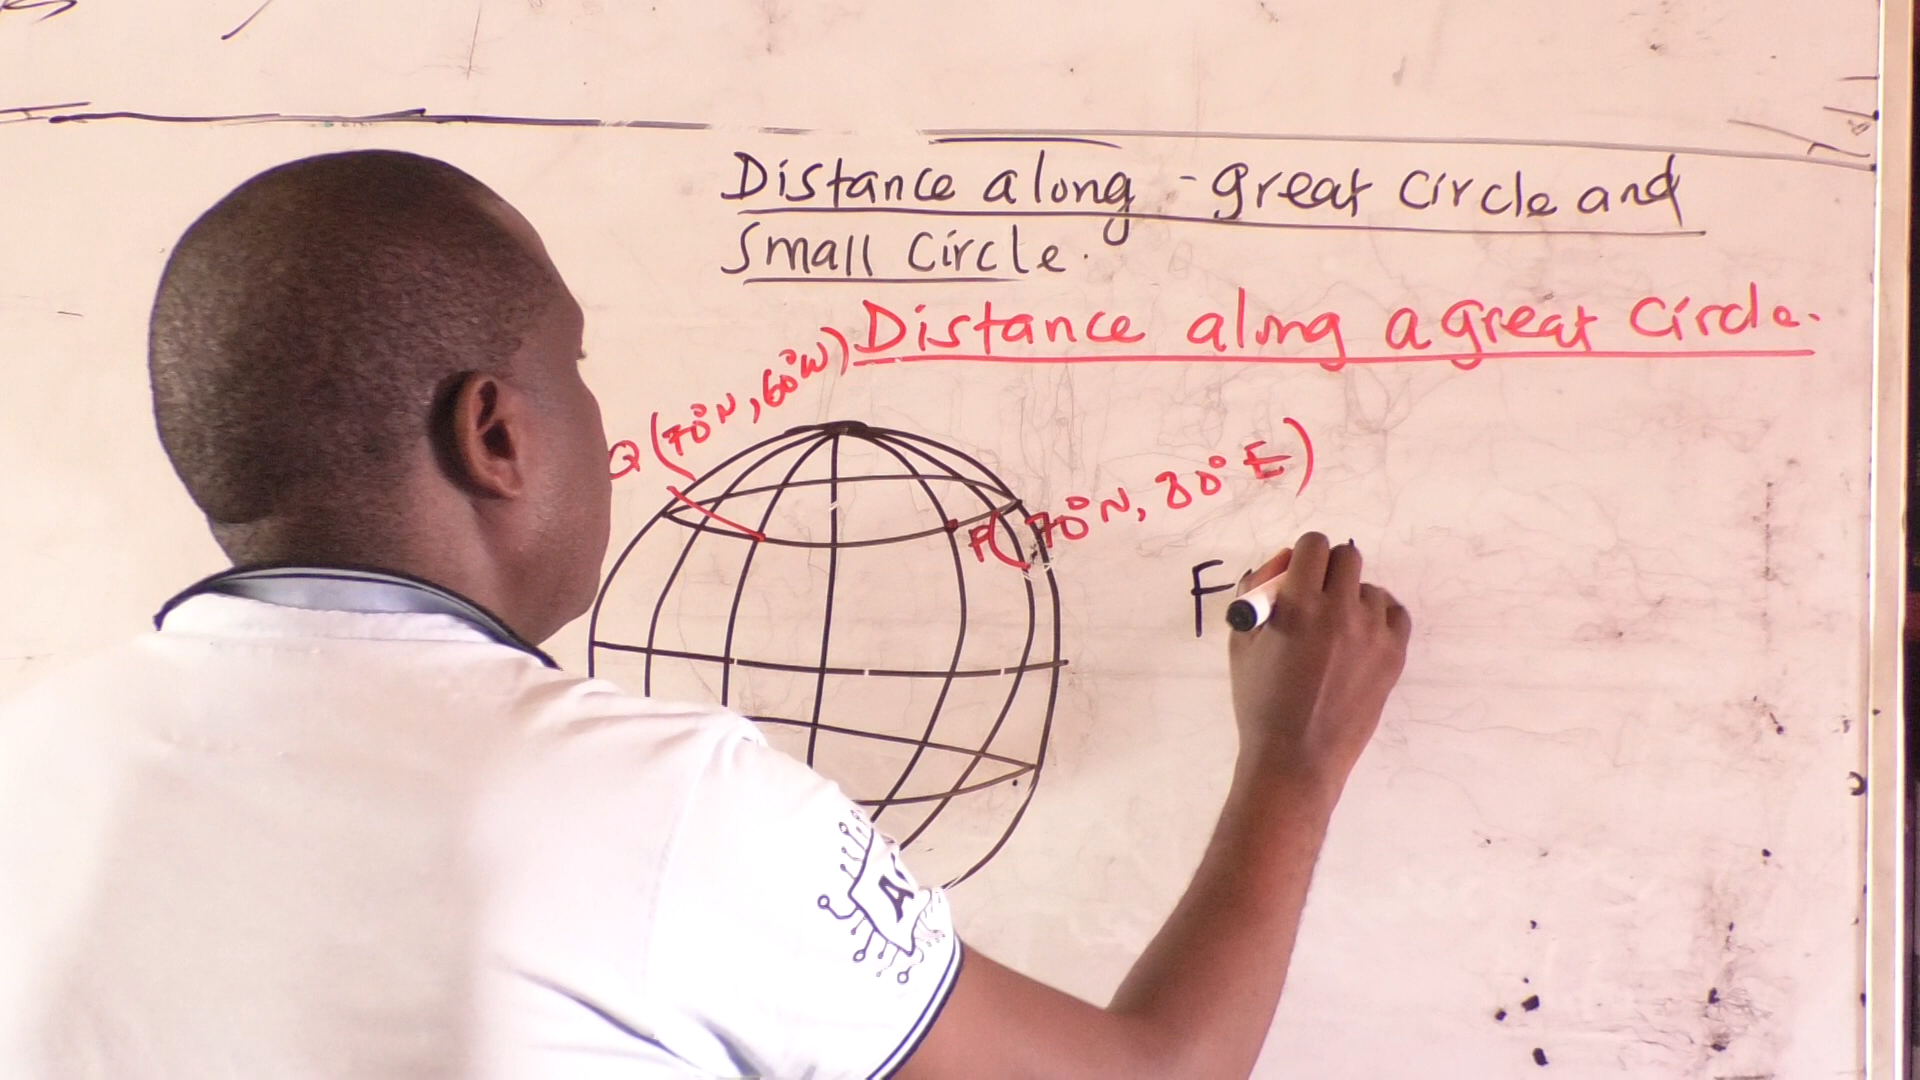 Distance along - great circle and
Small Circle.
Distance along a great Circle.
Q (70°N, 60°W)
P(70°N, 80°E)
F
A